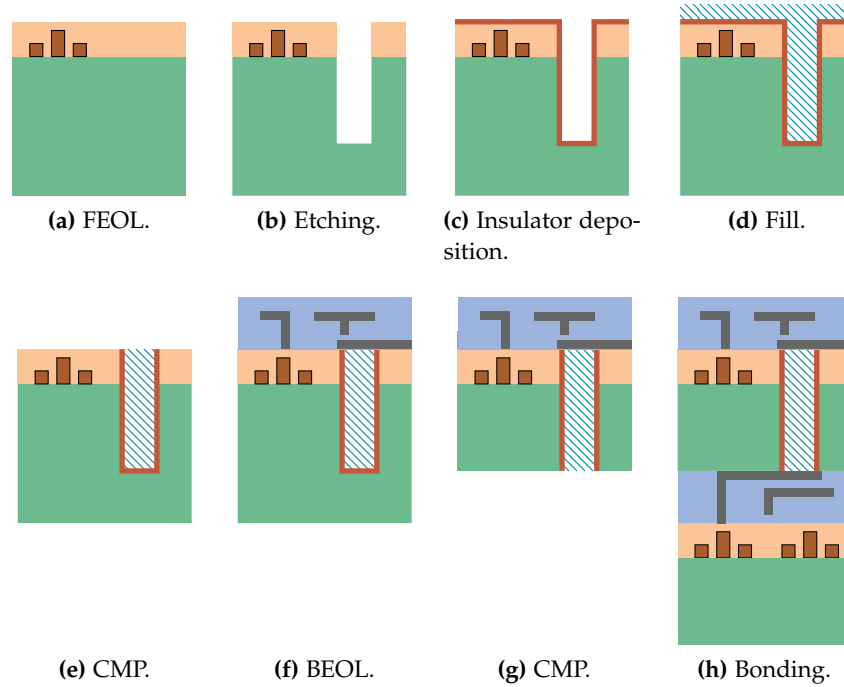 (a) FEOL.
(b) Etching.
(c) Insulator depo-
sition.
(d) Fill.
(e) CMP.
(f) BEOL.
(g) CMP.
(h) Bonding.